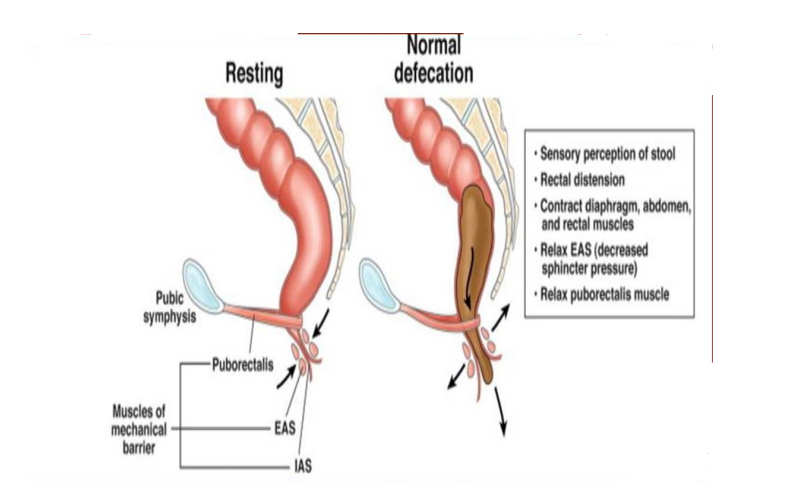 Resting
Normal
defecation
• Sensory perception of stool
• Rectal distension
• Contract diaphragm, abdomen,
and rectal muscles
• Relax EAS (decreased
sphincter pressure)
• Relax puborectalis muscle
Pubic
symphysis
Puborectalis
Muscles of
mechanical
barrier
EAS
IAS